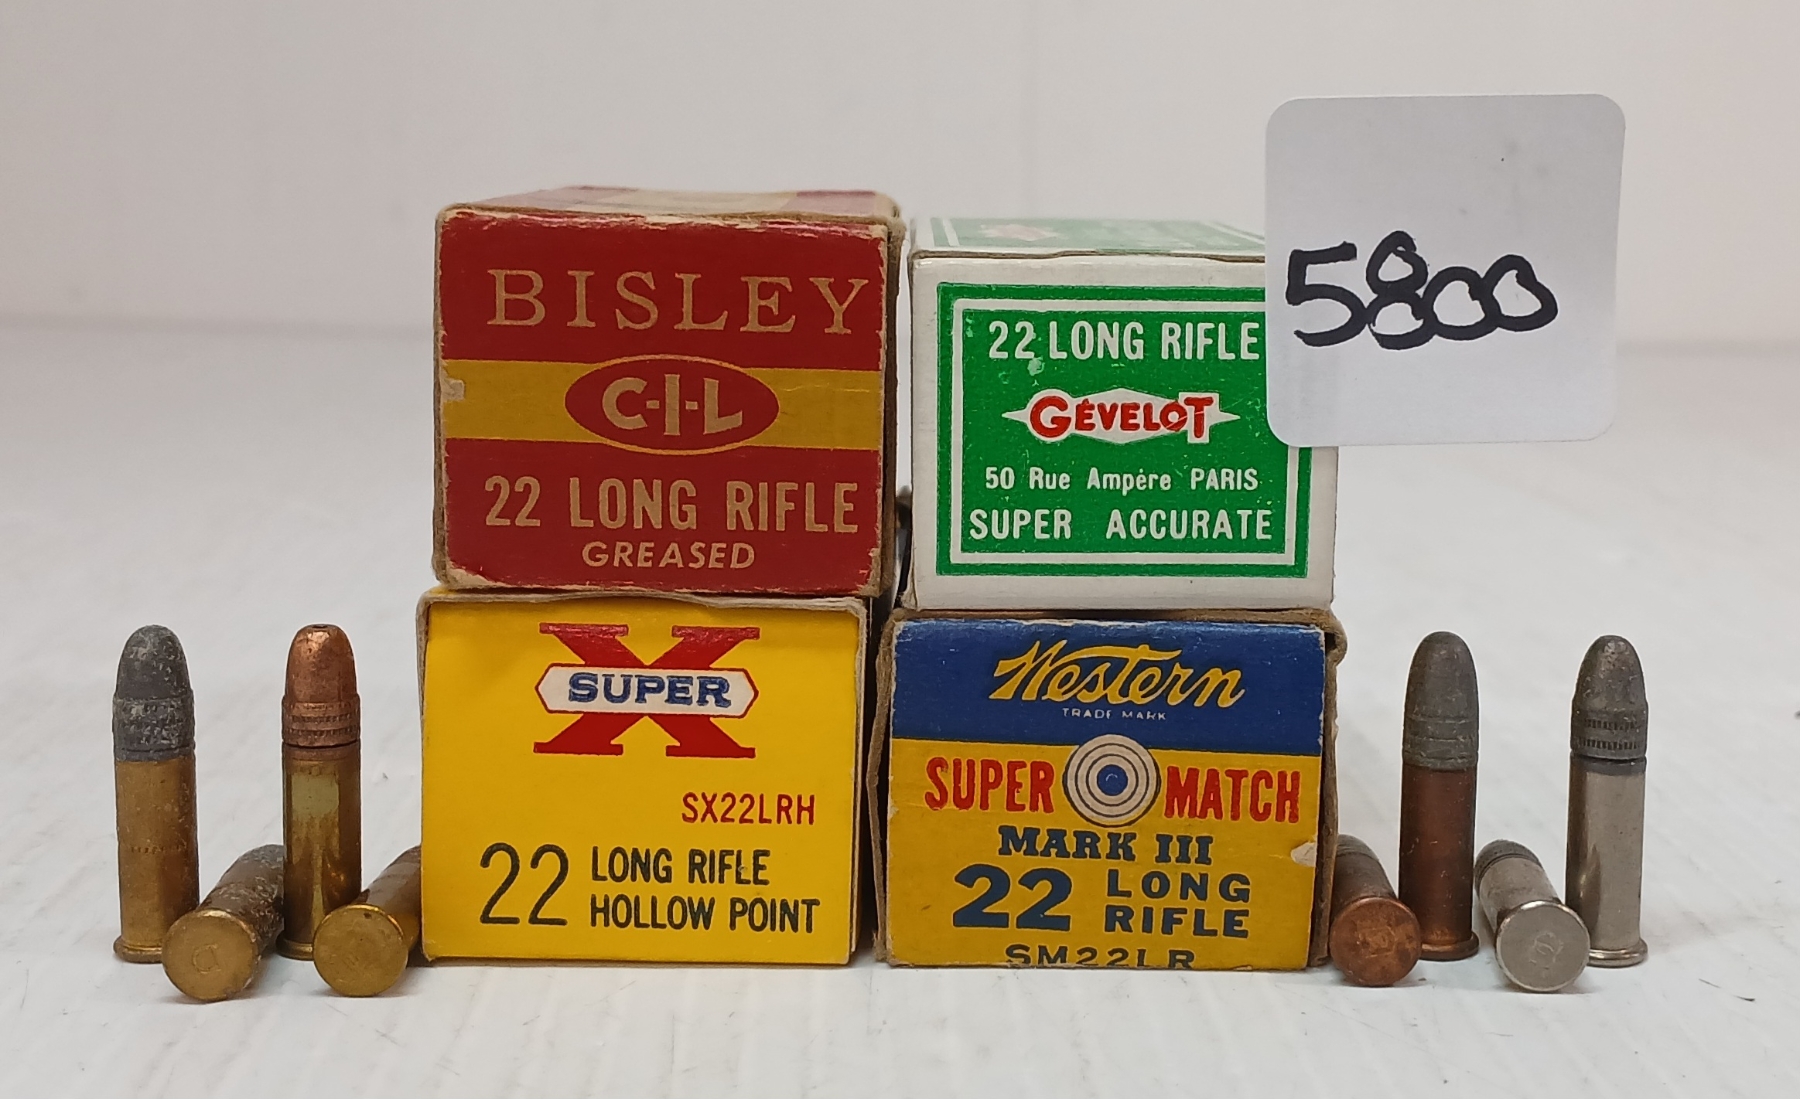 BISLEY
C-I-L
22 LONG RIFLE
GREASED
22 LONG RIFLE
GÉVELOT
50 Rue Ampère PARIS
SUPER ACCURATE
5800
X
SUPER
SX22LRH
22 LONG RIFLE
HOLLOW POINT
Western
TRADE MARK
SUPER MATCH
MARK III
22 LONG
RIFLE
SM22LR